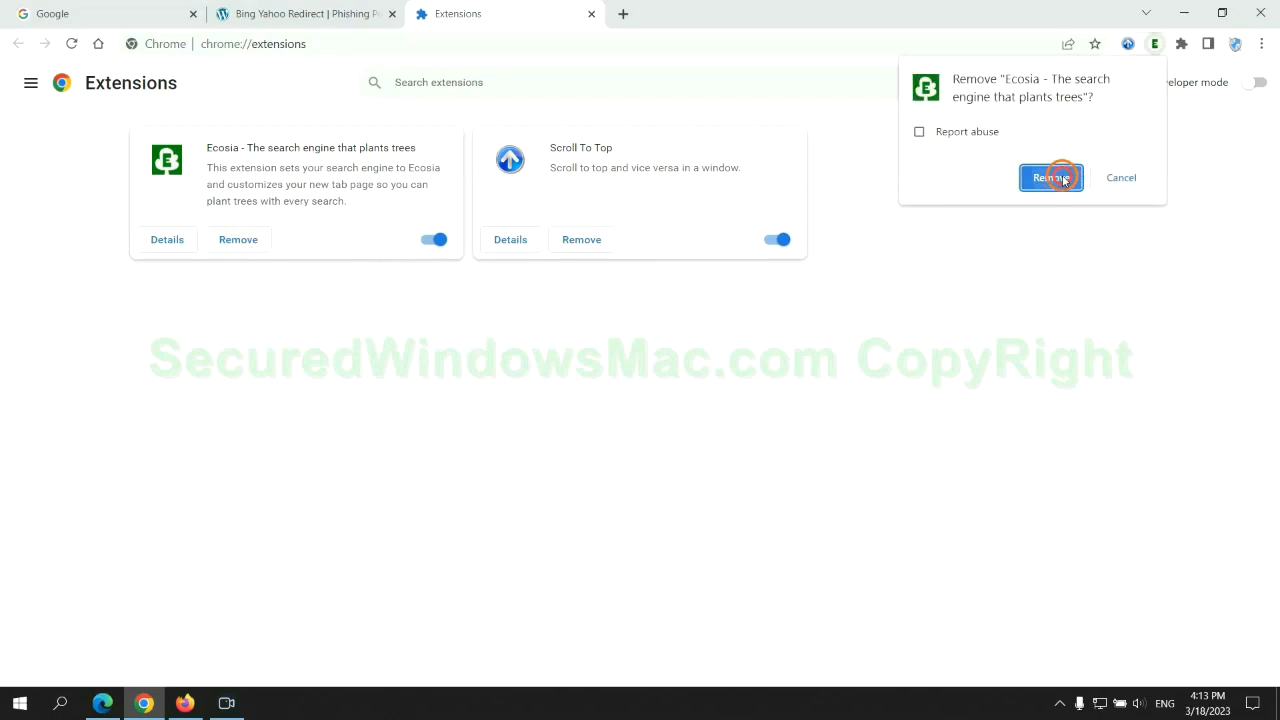 Google
Bing Yahoo Redirect | Phishing Pe
Extensions
Chrome
chrome://extensions
Extensions
Search extensions
veloper mode
Remove "Ecosia - The search
engine that plants trees"?
Report abuse
Remove
Cancel
Ecosia - The search engine that plants trees
This extension sets your search engine to Ecosia
and customizes your new tab page so you can
plant trees with every search.
Details
Remove
Scroll To Top
Scroll to top and vice versa in a window.
Details
Remove
SecuredWindowsMac.com CopyRight
ENG
4:13 PM
3/18/2023